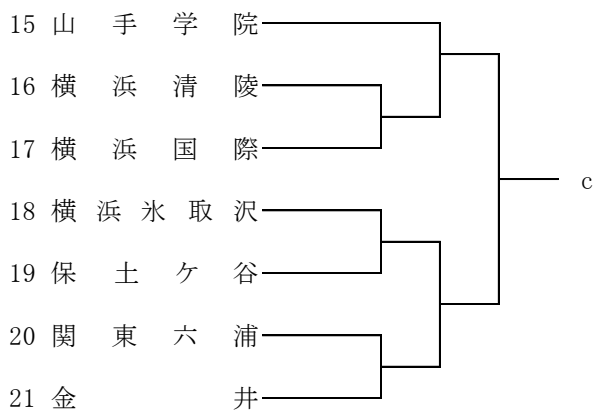 15 山手学院
16 横浜清陵
17 横浜国際
c
18 横浜氷取沢
19 保土ケ谷
20 関東六浦
21 金井